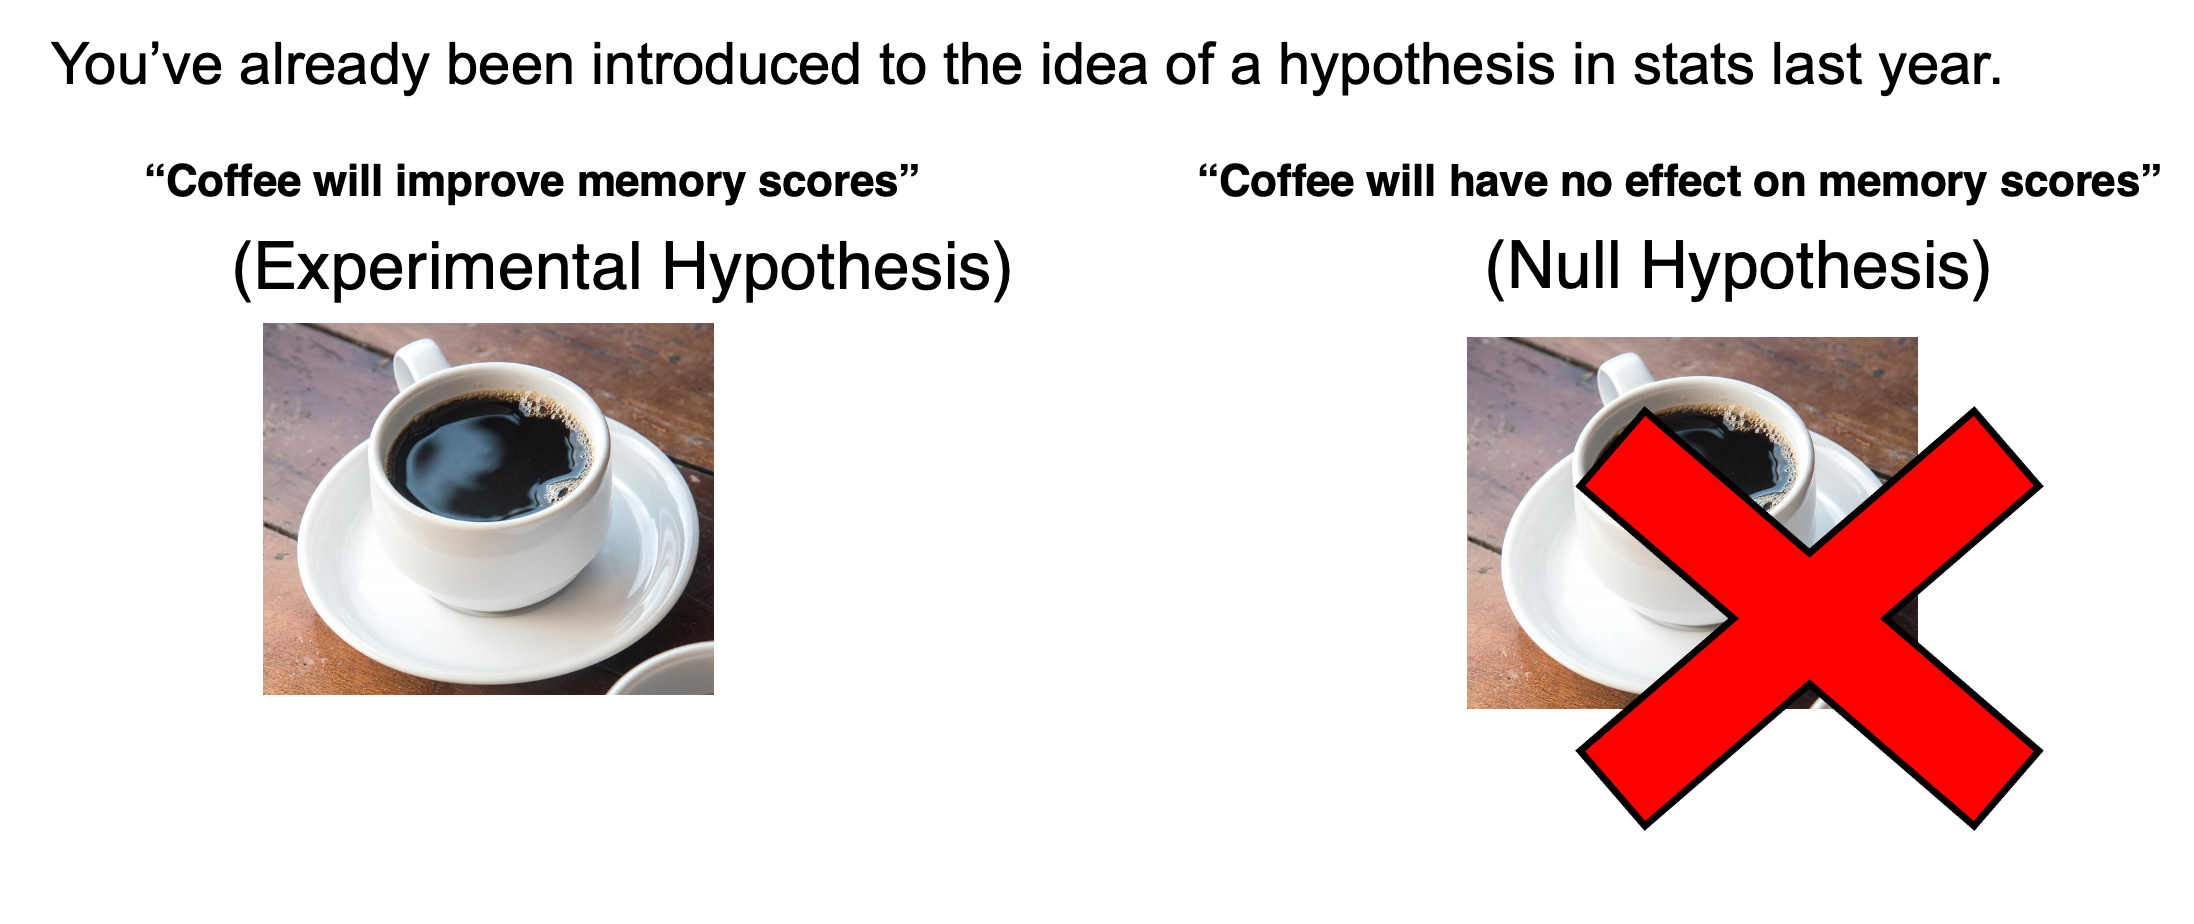 You’ve already been introduced to the idea of a hypothesis in stats last year.
“Coffee will improve memory scores”
(Experimental Hypothesis)
“Coffee will have no effect on memory scores”
(Null Hypothesis)